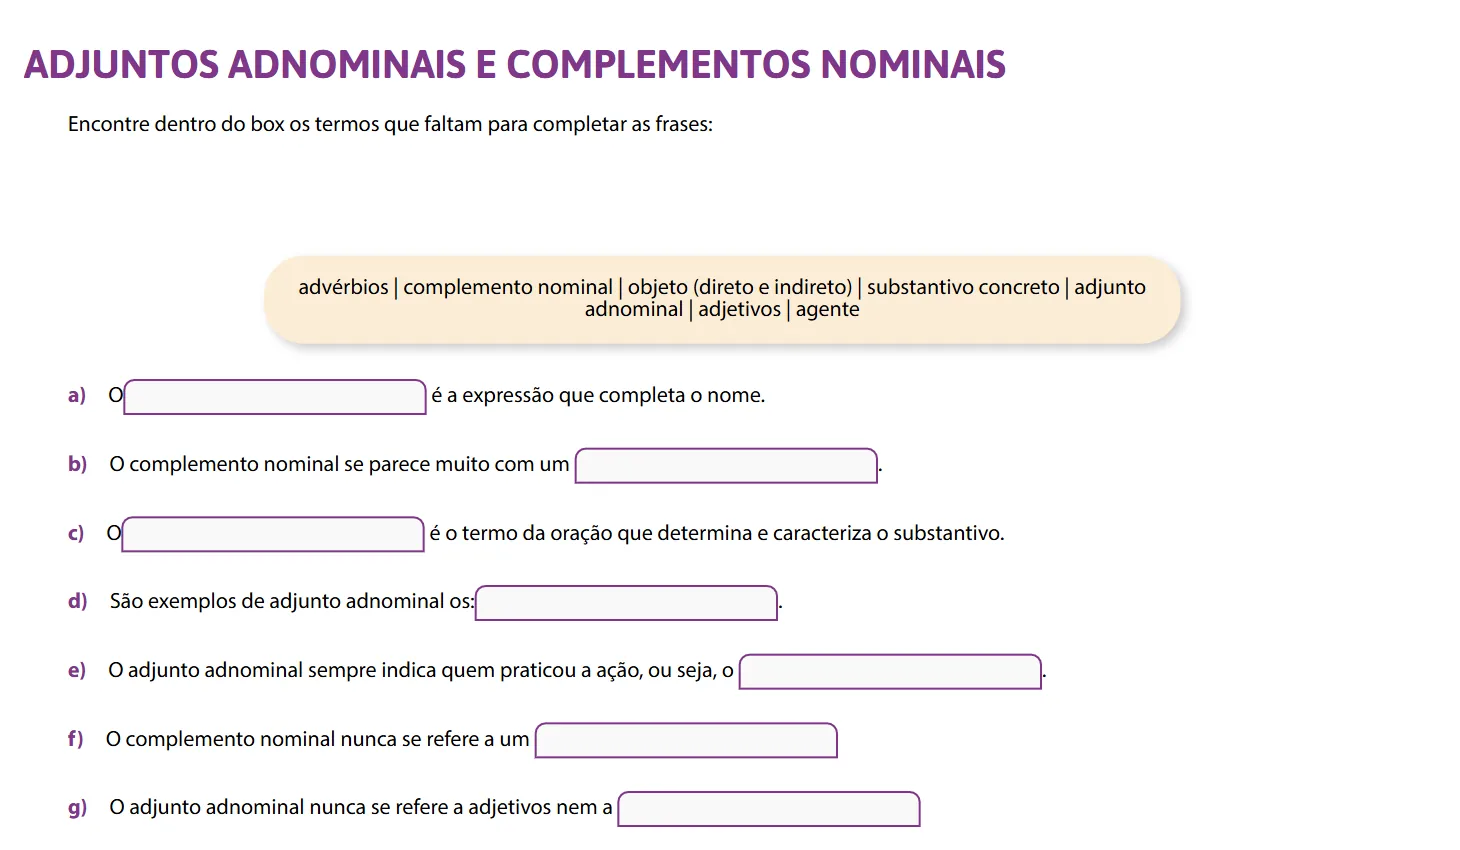 ADJUNTOS ADNOMINAIS E COMPLEMENTOS NOMINAIS
Encontre dentro do box os termos que faltam para completar as frases:
advérbios | complemento nominal | objeto (direto e indireto) | substantivo concreto | adjunto
adnominal | adjetivos | agente
a) O é a expressão que completa o nome.
b) O complemento nominal se parece muito com um .
c) O é o termo da oração que determina e caracteriza o substantivo.
d) São exemplos de adjunto adnominal os: .
e) O adjunto adnominal sempre indica quem praticou a ação, ou seja, o .
f) O complemento nominal nunca se refere a um
g) O adjunto adnominal nunca se refere a adjetivos nem a